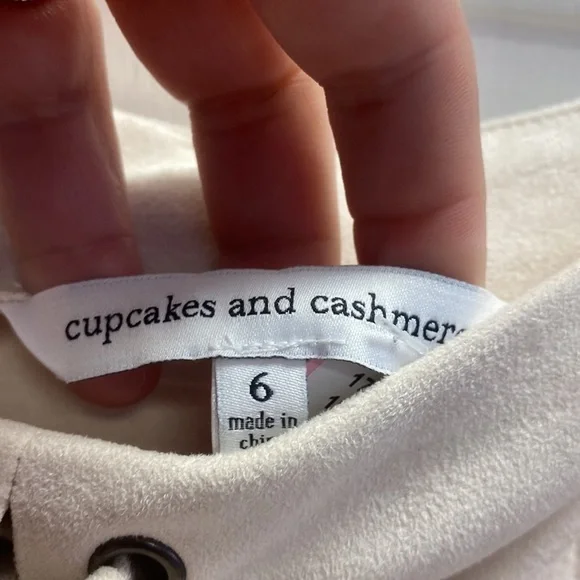 cupcakes and cashmere
6
made in